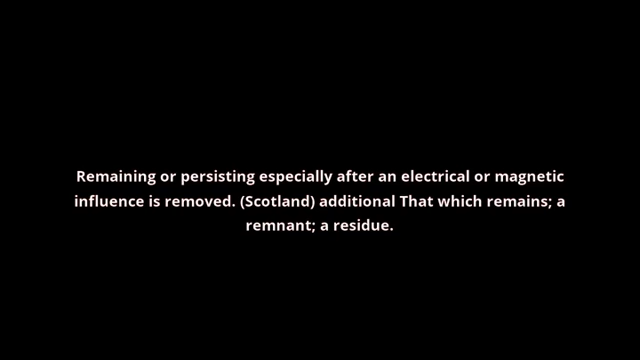 Remaining or persisting especially after an electrical or magnetic
influence is removed. (Scotland) additional That which remains; a
remnant; a residue.